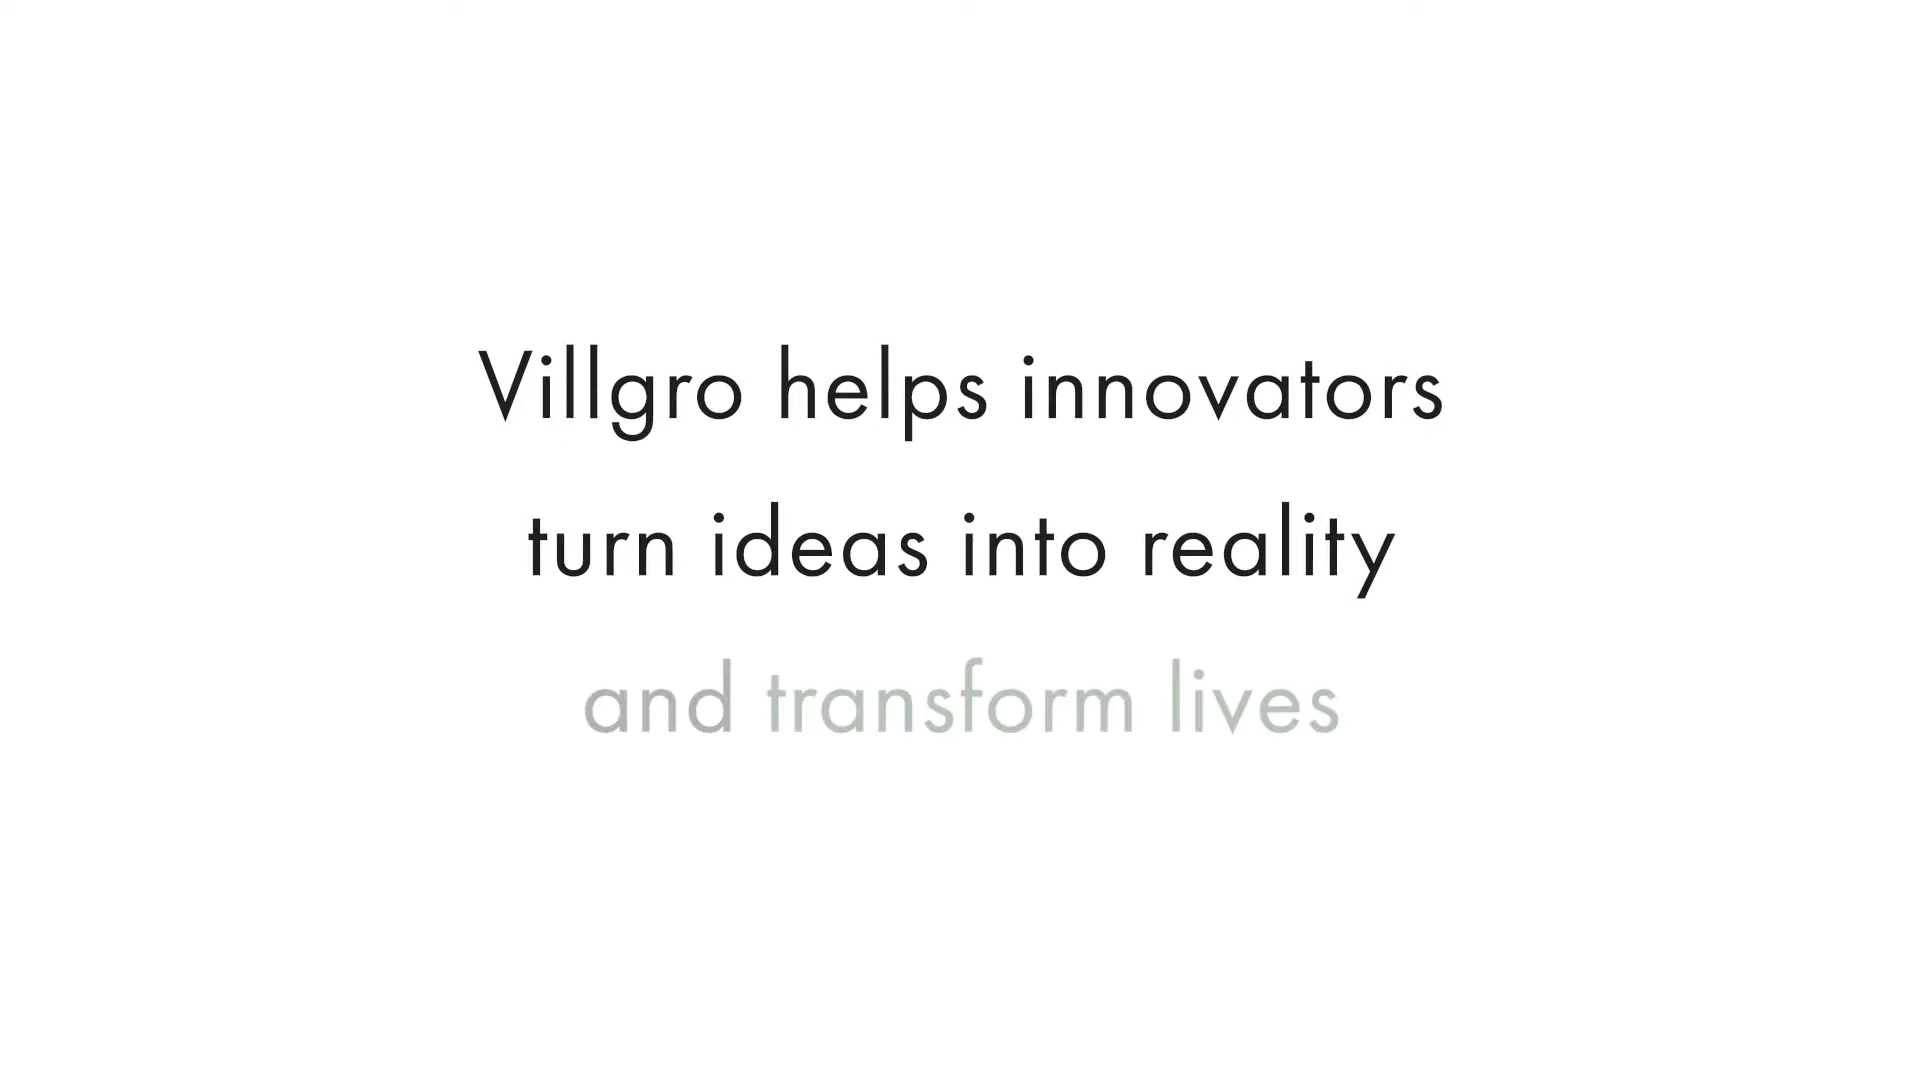 Villgro helps innovators
turn ideas into reality
and transform lives